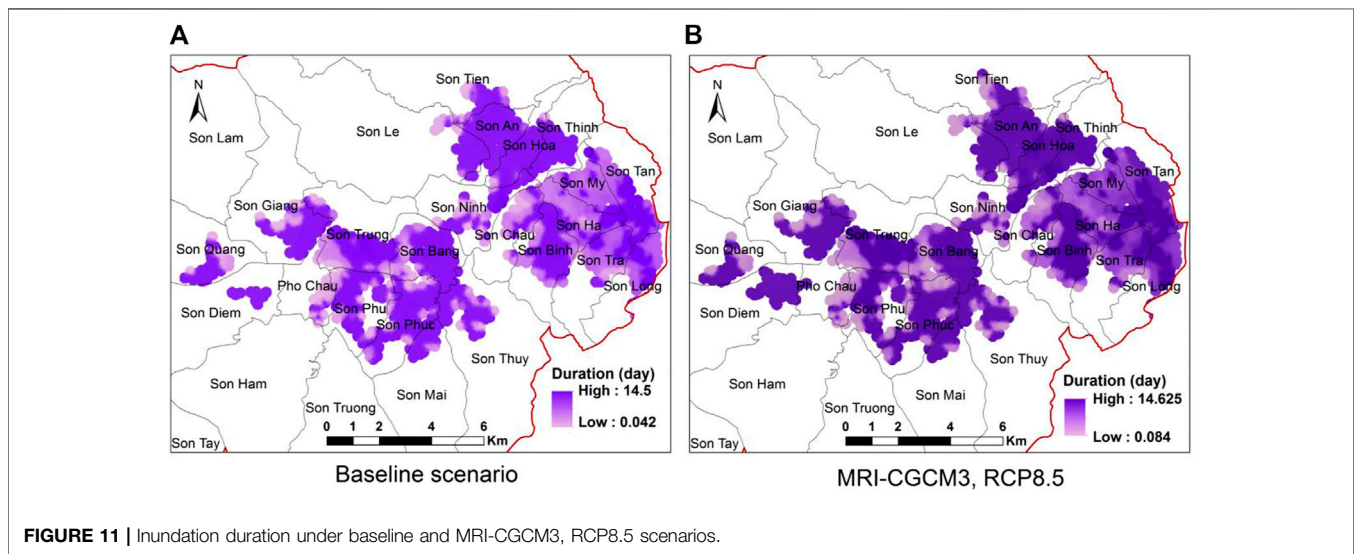 A
N
Son Tien
Son Lam
Son Le
Son An
Son Thinh
Son Hoa
Son Tan
Son My
Son Giang
Son Ninh
Son Trung
Son Ha
Son Quang
Son Bang
Son Chau
Son Binh
Son Tra
Pho Chau
Son Long
Son Diem
Son Phu
Son Phuc
Son Thuy
Son Ham
Son Mai
Son Truong
Son Tay
Duration (day)
High : 14.5
Low : 0.042
0 1 2 4 6
Km
Baseline scenario
B
N
Son Tien
Son Lam
Son Le
Son An
Son Thinh
Son Hoa
Son Tan
Son My
Son Giang
Son Ninh
Son Trung
Son Ha
Son Quang
Son Bang
Son Chau
Son Binh
Son Tra
Pho Chau
Son Long
Son Diem
Son Phu
Son Phuc
Son Thuy
Son Ham
Son Mai
Son Truong
Son Tay
Duration (day)
High : 14.625
Low : 0.084
0 1 2 4 6
Km
MRI-CGCM3, RCP8.5
FIGURE 11 | Inundation duration under baseline and MRI-CGCM3, RCP8.5 scenarios.